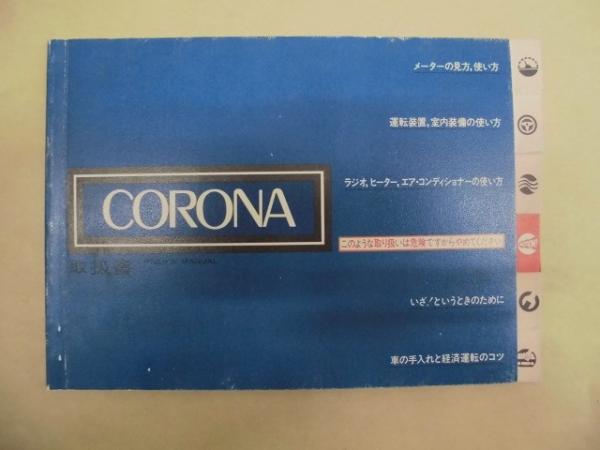 メーターの見方，使い方
運転装置，室内装備の使い方
ラジオ，ヒーター，エア・コンディショナーの使い方
このような取り扱いは危険ですからやめてください
いざ！というときのために
車の手入れと経済運転のコツ
CORONA
取扱書 OWNER'S MANUAL